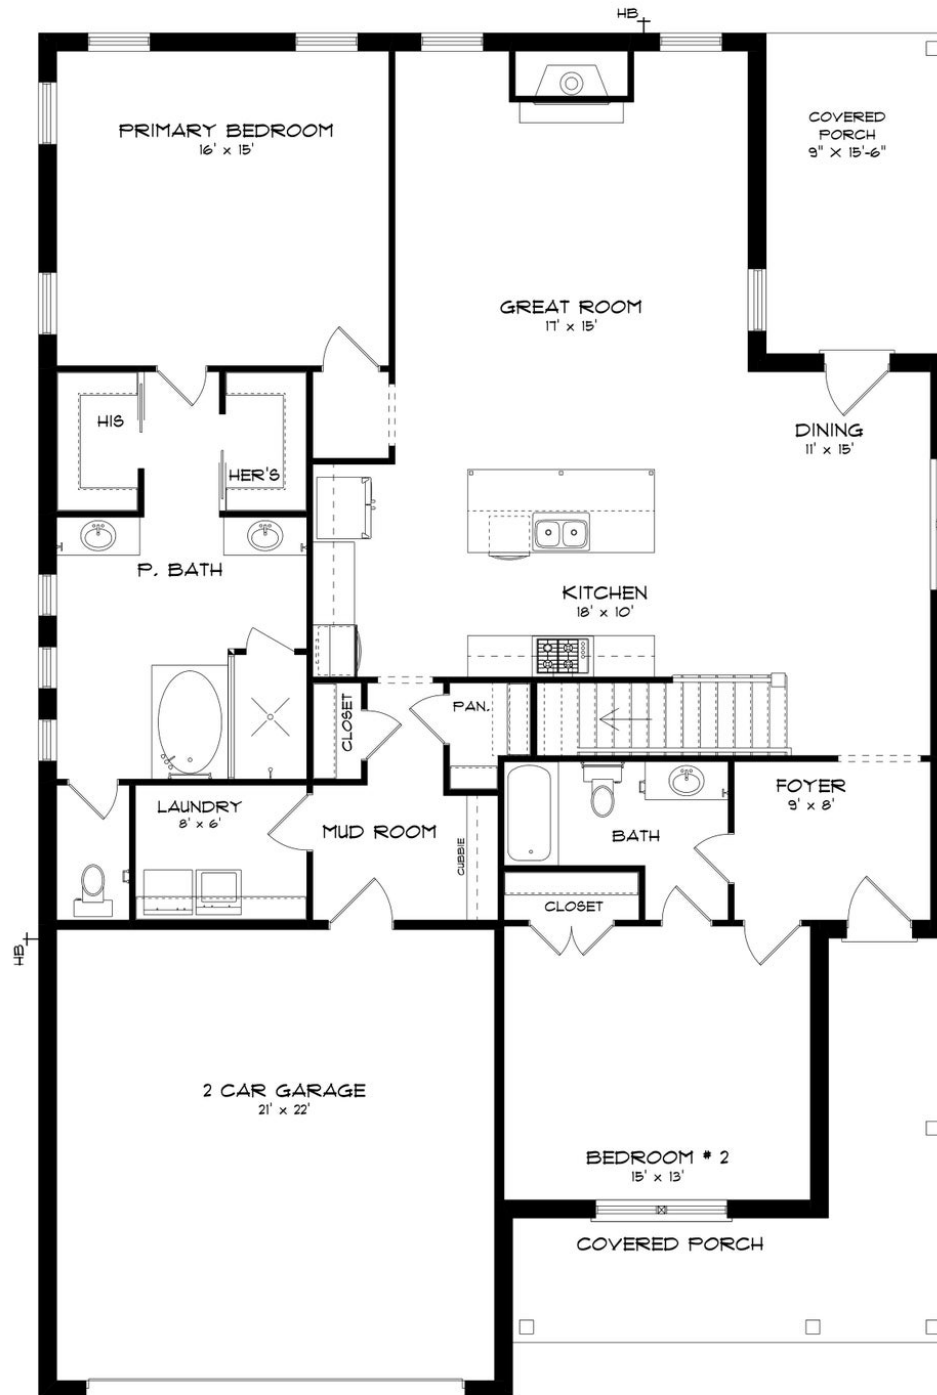 HB
PRIMARY BEDROOM
16' x 15'
COVERED
PORCH
9" X 15'-6"
GREAT ROOM
17' x 15'
HIS
HER'S
DINING
11' x 15'
P. BATH
KITCHEN
18' x 10'
CLOSET
PAN.
LAUNDRY
8' x 6'
MUD ROOM
CUBBIE
BATH
FOYER
9' x 8'
CLOSET
HB
2 CAR GARAGE
21' x 22'
BEDROOM # 2
15' x 13'
COVERED PORCH